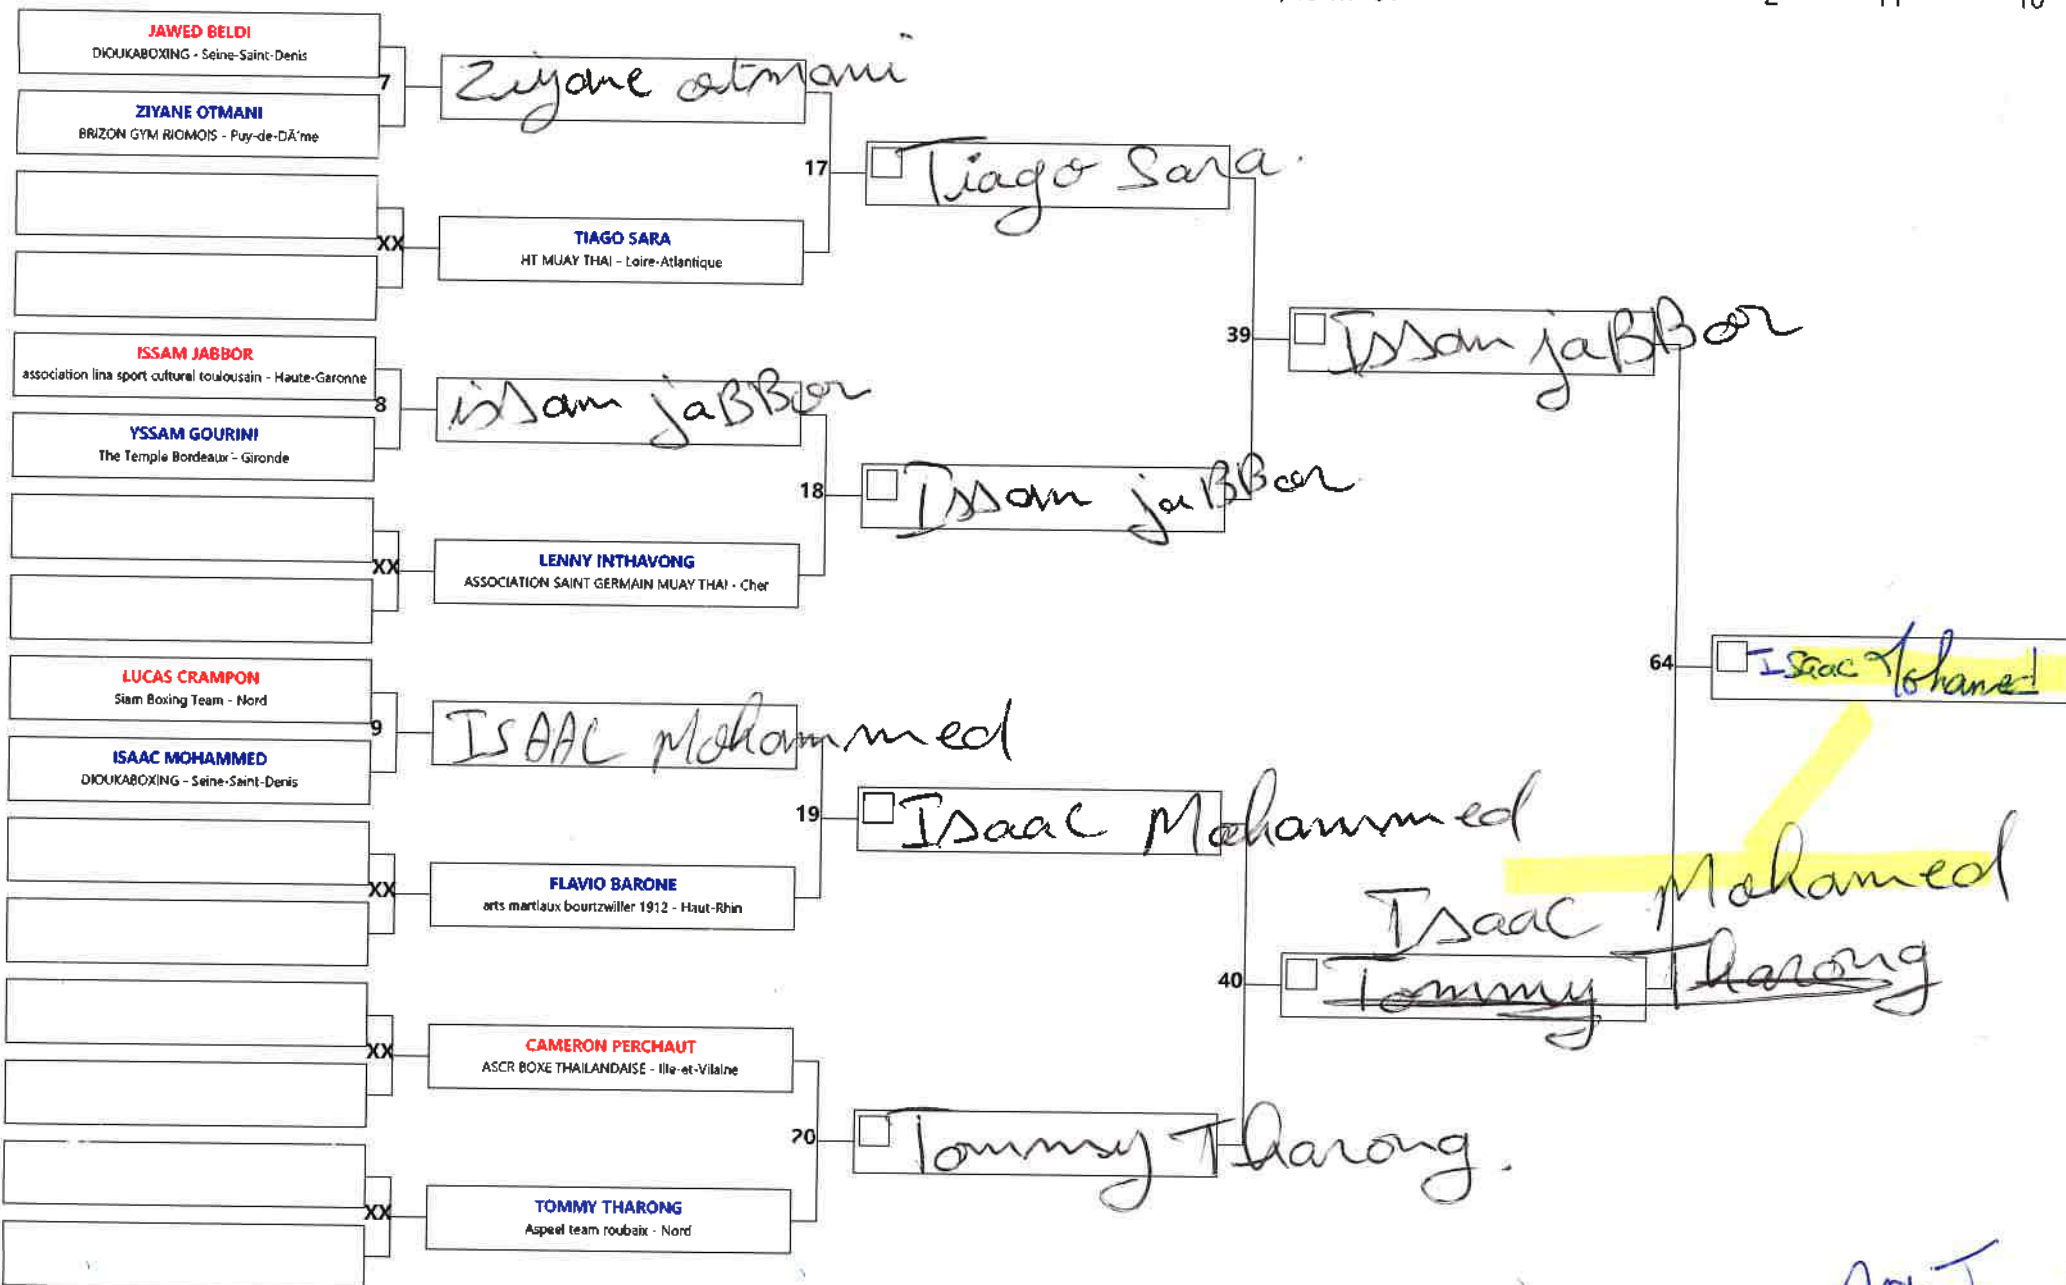 2 11 10
JAWED BELDI
DIOUKABOXING - Seine-Saint-Denis
7
Ziyane otmani
ZIYANE OTMANI
BRIZON GYM RIOMOIS - Puy-de-DÃ´me
17
Tiago Sara.
XX
TIAGO SARA
HT MUAY THAI - Loire-Atlantique
39
Issam jaBBor
ISSAM JABBOR
association lina sport culturel toulousain - Haute-Garonne
8
issam jaBBor
YSSAM GOURINI
The Temple Bordeaux - Gironde
18
Issam jaBBor
XX
LENNY INTHAVONG
ASSOCIATION SAINT GERMAIN MUAY THAI - Cher
64
Isaac Mohamed
LUCAS CRAMPON
Siam Boxing Team - Nord
9
ISAAC Mohammed
ISAAC MOHAMMED
DIOUKABOXING - Seine-Saint-Denis
19
Isaac Mohammed
XX
FLAVIO BARONE
arts martiaux bourtzwiller 1912 - Haut-Rhin
Isaac Mohamed
40
Tommy Tharong
XX
CAMERON PERCHAUT
ASCR BOXE THAILANDAISE - Ille-et-Vilaine
20
Tommy Tharong.
XX
TOMMY THARONG
Aspeel team roubaix - Nord